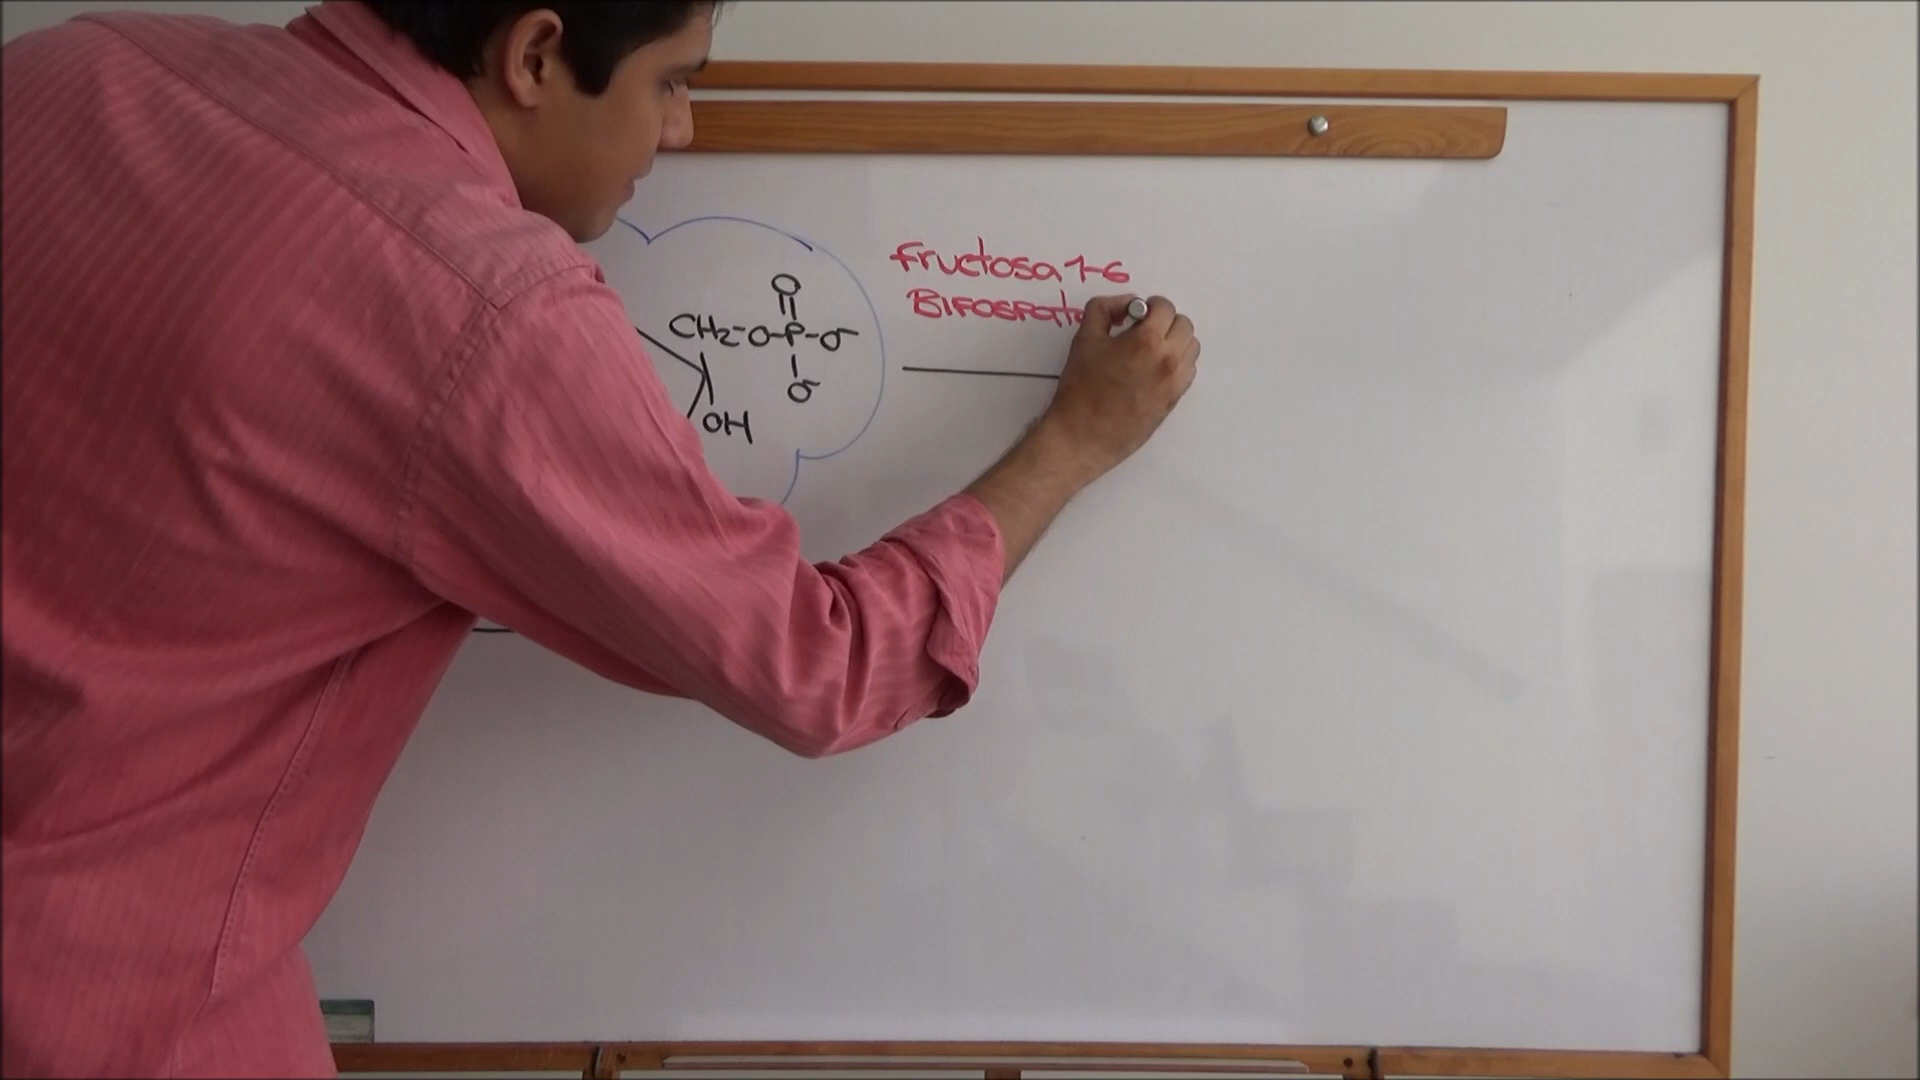 Fructosa 1-6
Bifosfato
O
CH2-O-P-O-
O-
OH